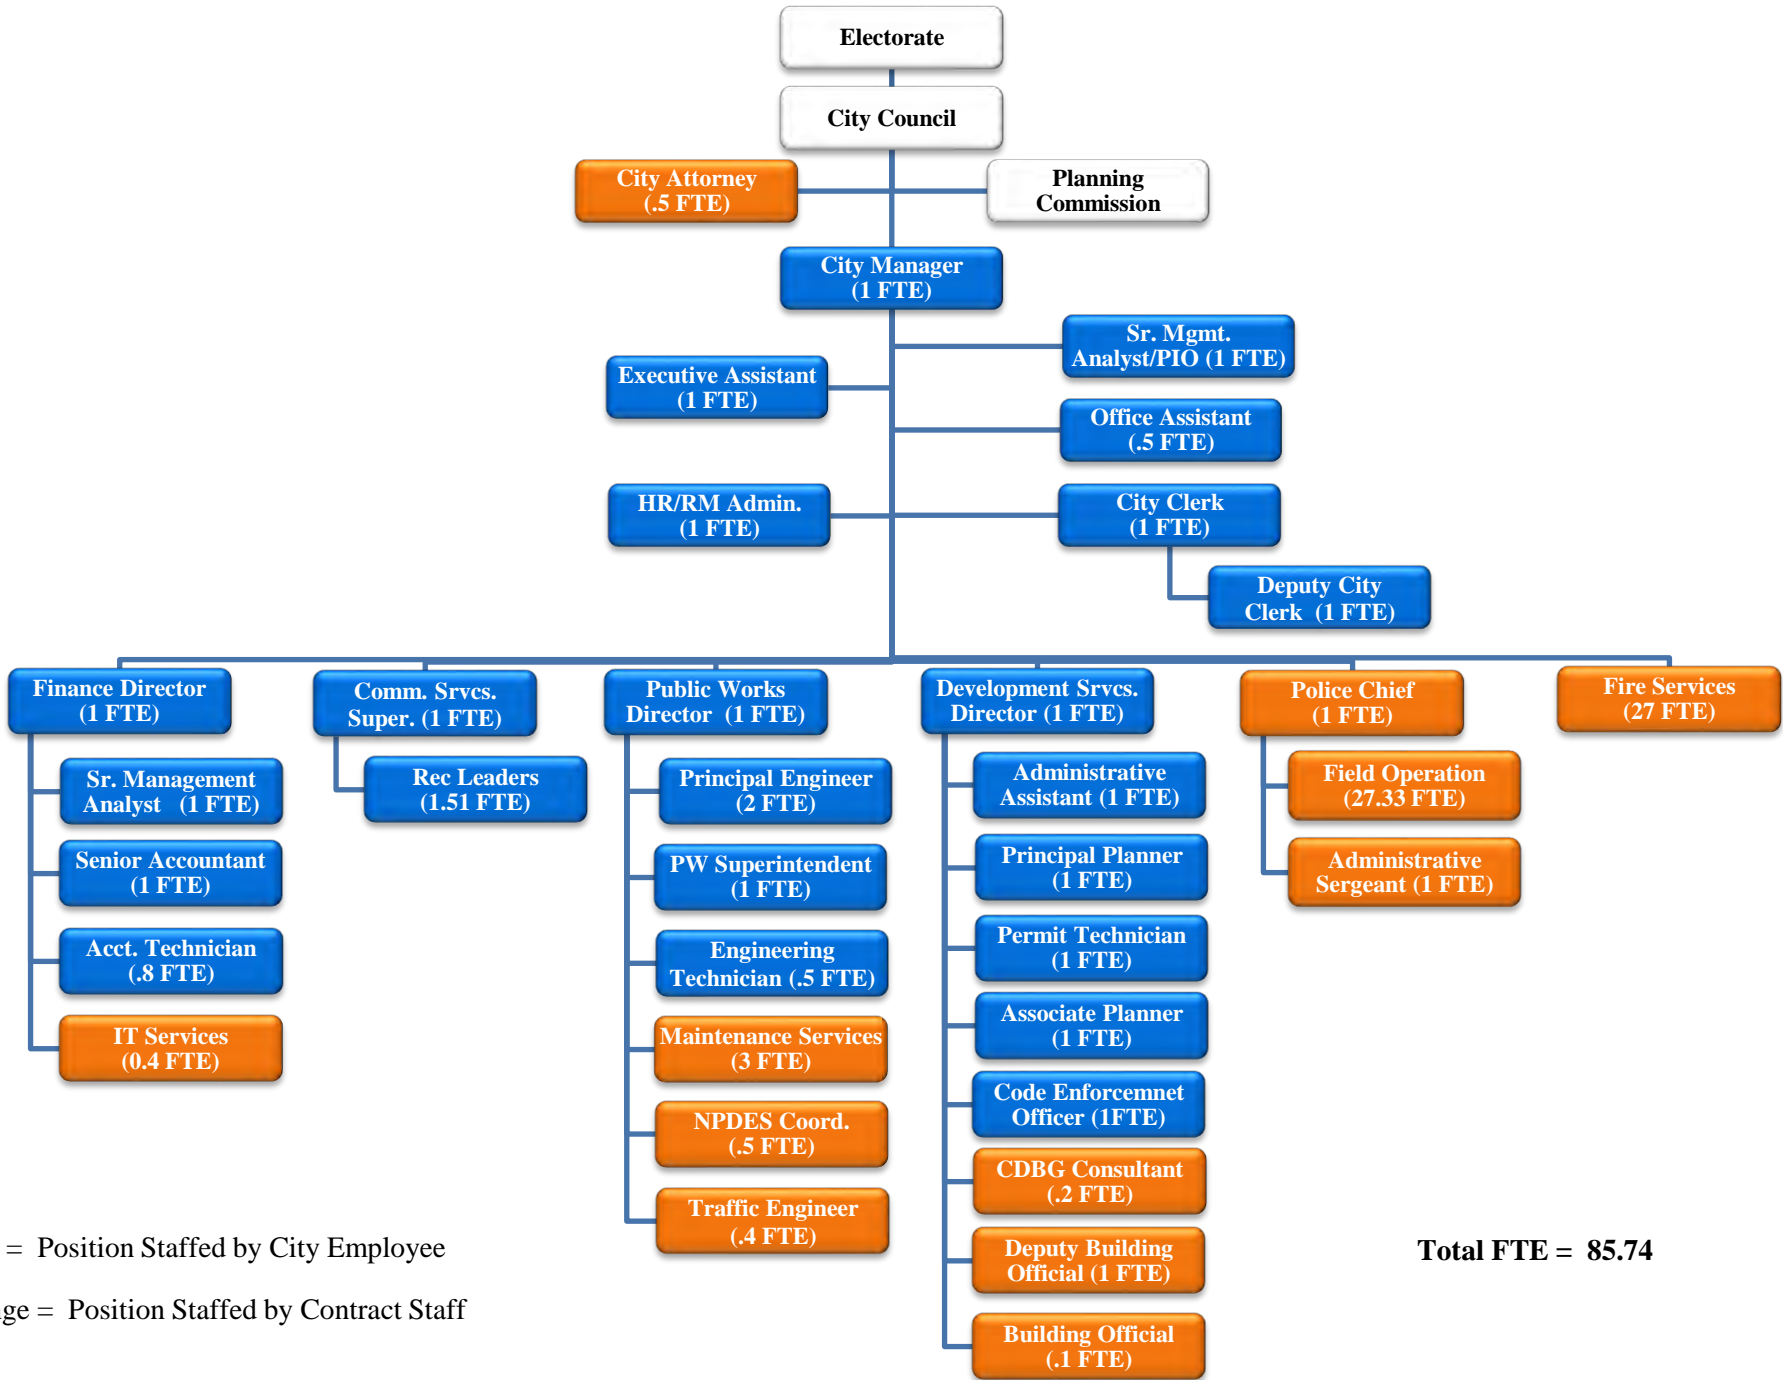 Electorate
City Council
City Attorney
(.5 FTE)
Planning
Commission
City Manager
(1 FTE)
Sr. Mgmt.
Analyst/PIO (1 FTE)
Executive Assistant
(1 FTE)
Office Assistant
(.5 FTE)
HR/RM Admin.
(1 FTE)
City Clerk
(1 FTE)
Deputy City
Clerk (1 FTE)
Finance Director
(1 FTE)
Comm. Srvcs.
Super. (1 FTE)
Public Works
Director (1 FTE)
Development Srvcs.
Director (1 FTE)
Police Chief
(1 FTE)
Fire Services
(27 FTE)
Sr. Management
Analyst (1 FTE)
Senior Accountant
(1 FTE)
Acct. Technician
(.8 FTE)
IT Services
(0.4 FTE)
Rec Leaders
(1.51 FTE)
Principal Engineer
(2 FTE)
PW Superintendent
(1 FTE)
Engineering
Technician (.5 FTE)
Maintenance Services
(3 FTE)
NPDES Coord.
(.5 FTE)
Traffic Engineer
(.4 FTE)
Administrative
Assistant (1 FTE)
Principal Planner
(1 FTE)
Permit Technician
(1 FTE)
Associate Planner
(1 FTE)
Code Enforcemnet
Officer (1FTE)
CDBG Consultant
(.2 FTE)
Deputy Building
Official (1 FTE)
Building Official
(.1 FTE)
Field Operation
(27.33 FTE)
Administrative
Sergeant (1 FTE)
= Position Staffed by City Employee
nge = Position Staffed by Contract Staff
Total FTE = 85.74